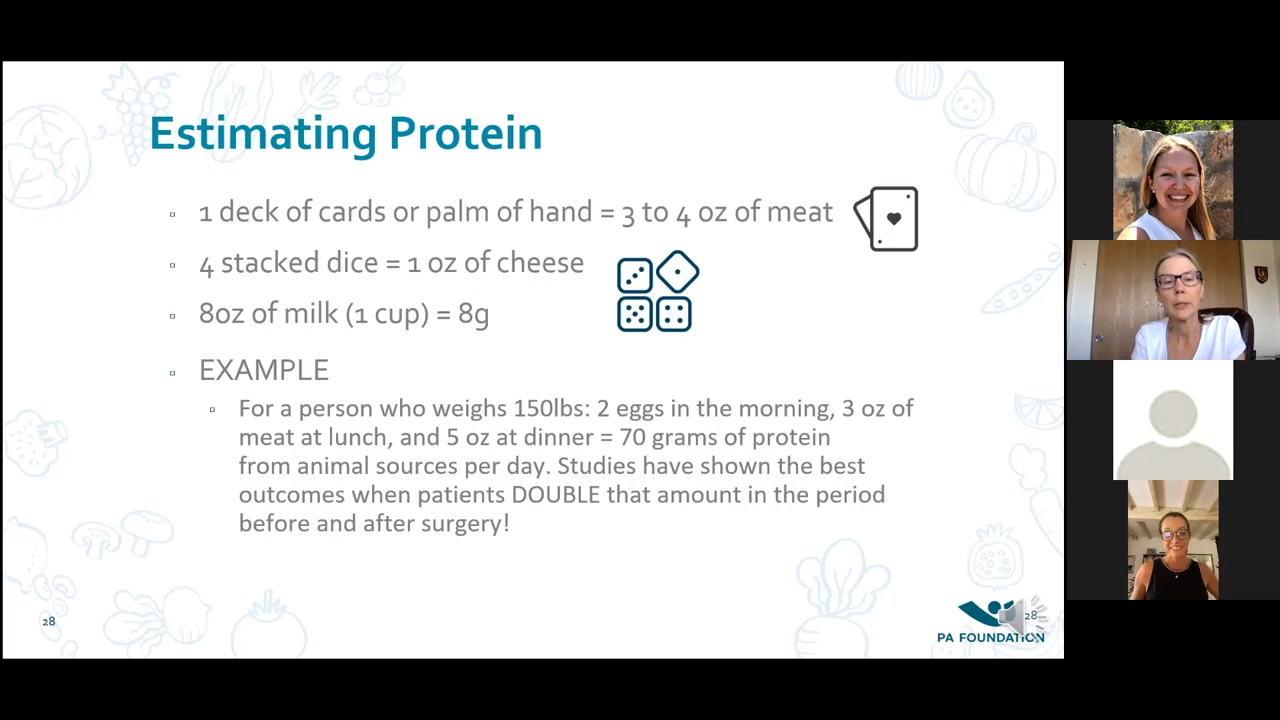 Estimating Protein
1 deck of cards or palm of hand = 3 to 4 oz of meat
4 stacked dice = 1 oz of cheese
8oz of milk (1 cup) = 8g
EXAMPLE
For a person who weighs 150lbs: 2 eggs in the morning, 3 oz of
meat at lunch, and 5 oz at dinner = 70 grams of protein
from animal sources per day. Studies have shown the best
outcomes when patients DOUBLE that amount in the period
before and after surgery!
28
28
PA FOUNDATION